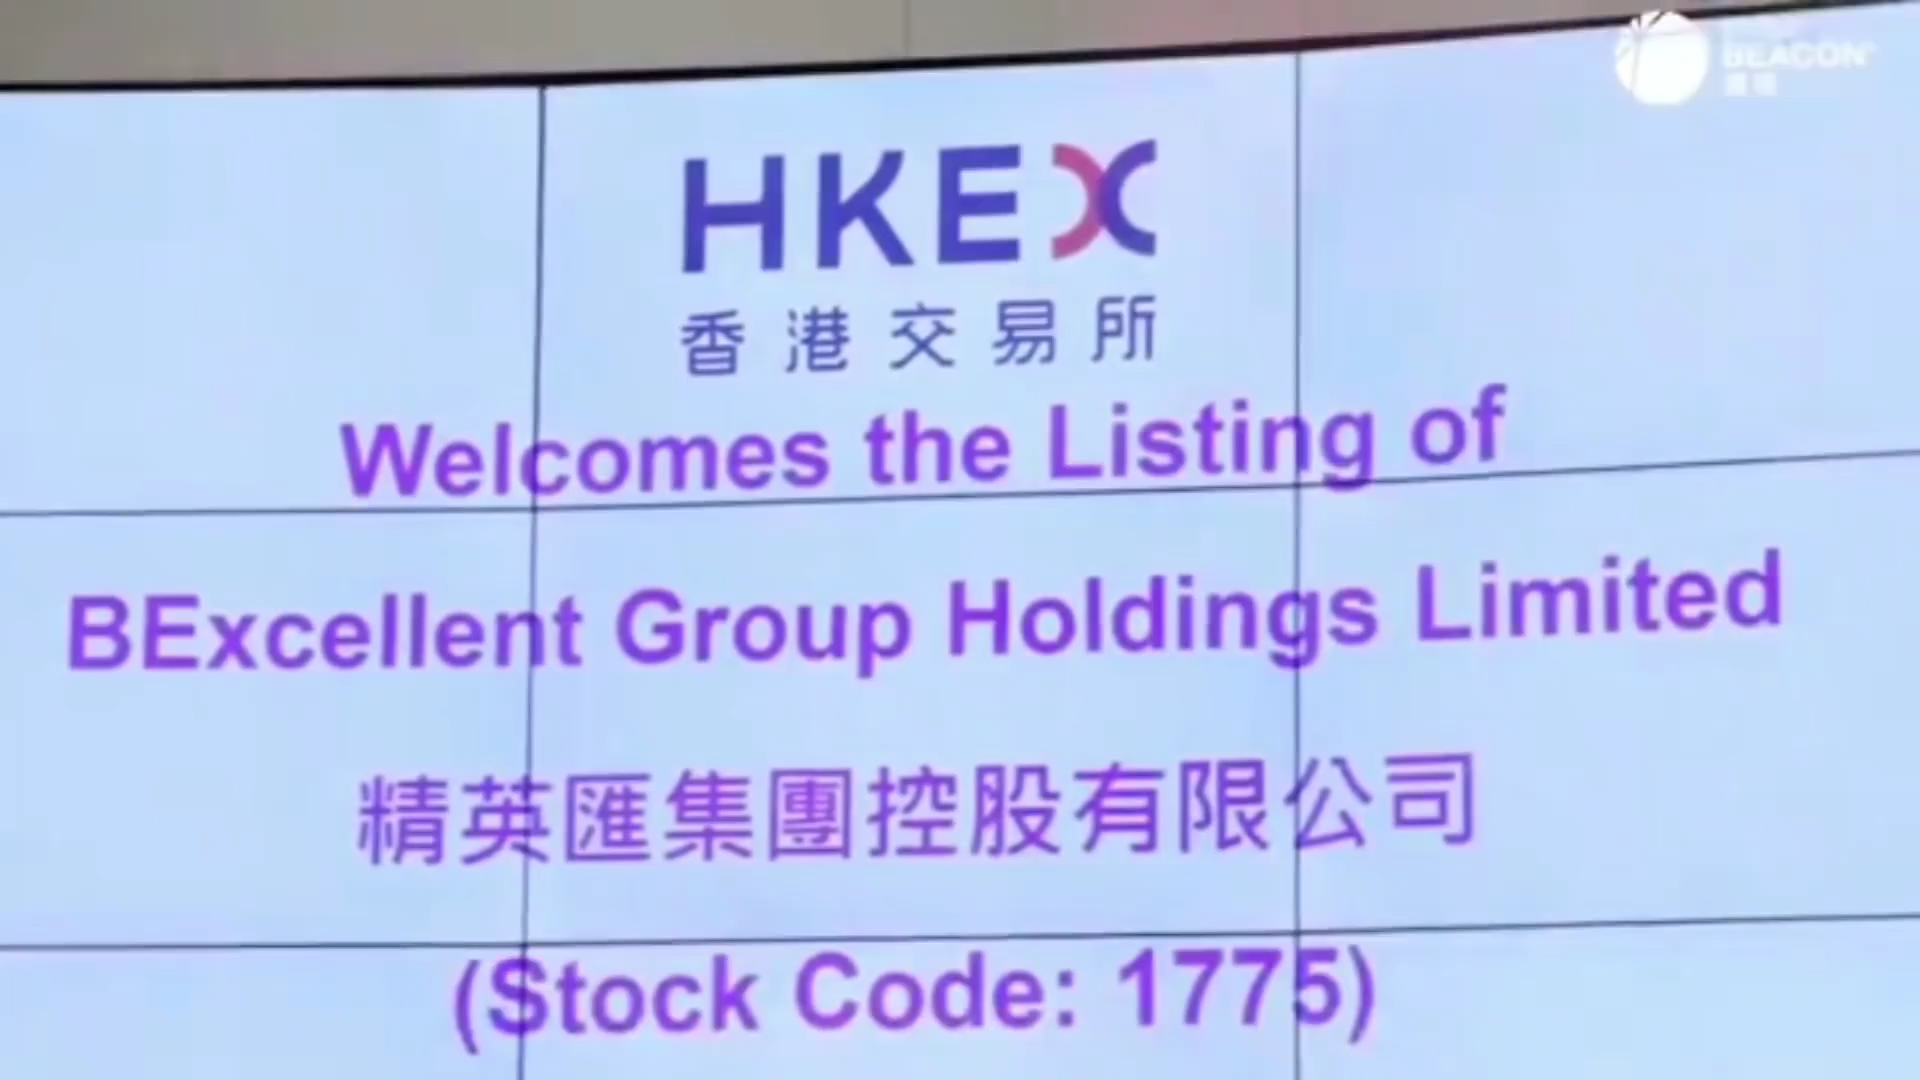 BEACON
HKEX
香港交易所
Welcomes the Listing of
BExcellent Group Holdings Limited
精英匯集團控股有限公司
(Stock Code: 1775)